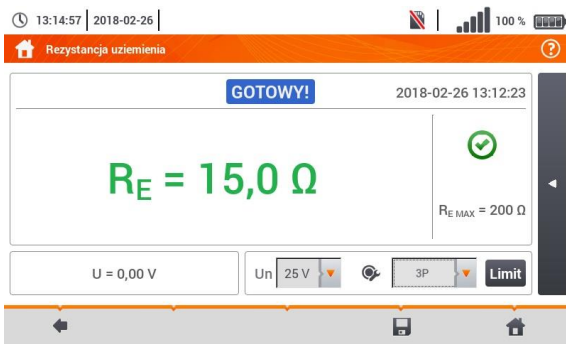 13:14:57 2018-02-26 100 %
Rezystancja uziemienia ?
GOTOWY! 2018-02-26 13:12:23
RE = 15,0 Ω
RE MAX = 200 Ω
U = 0,00 V Un 25 V 3P Limit